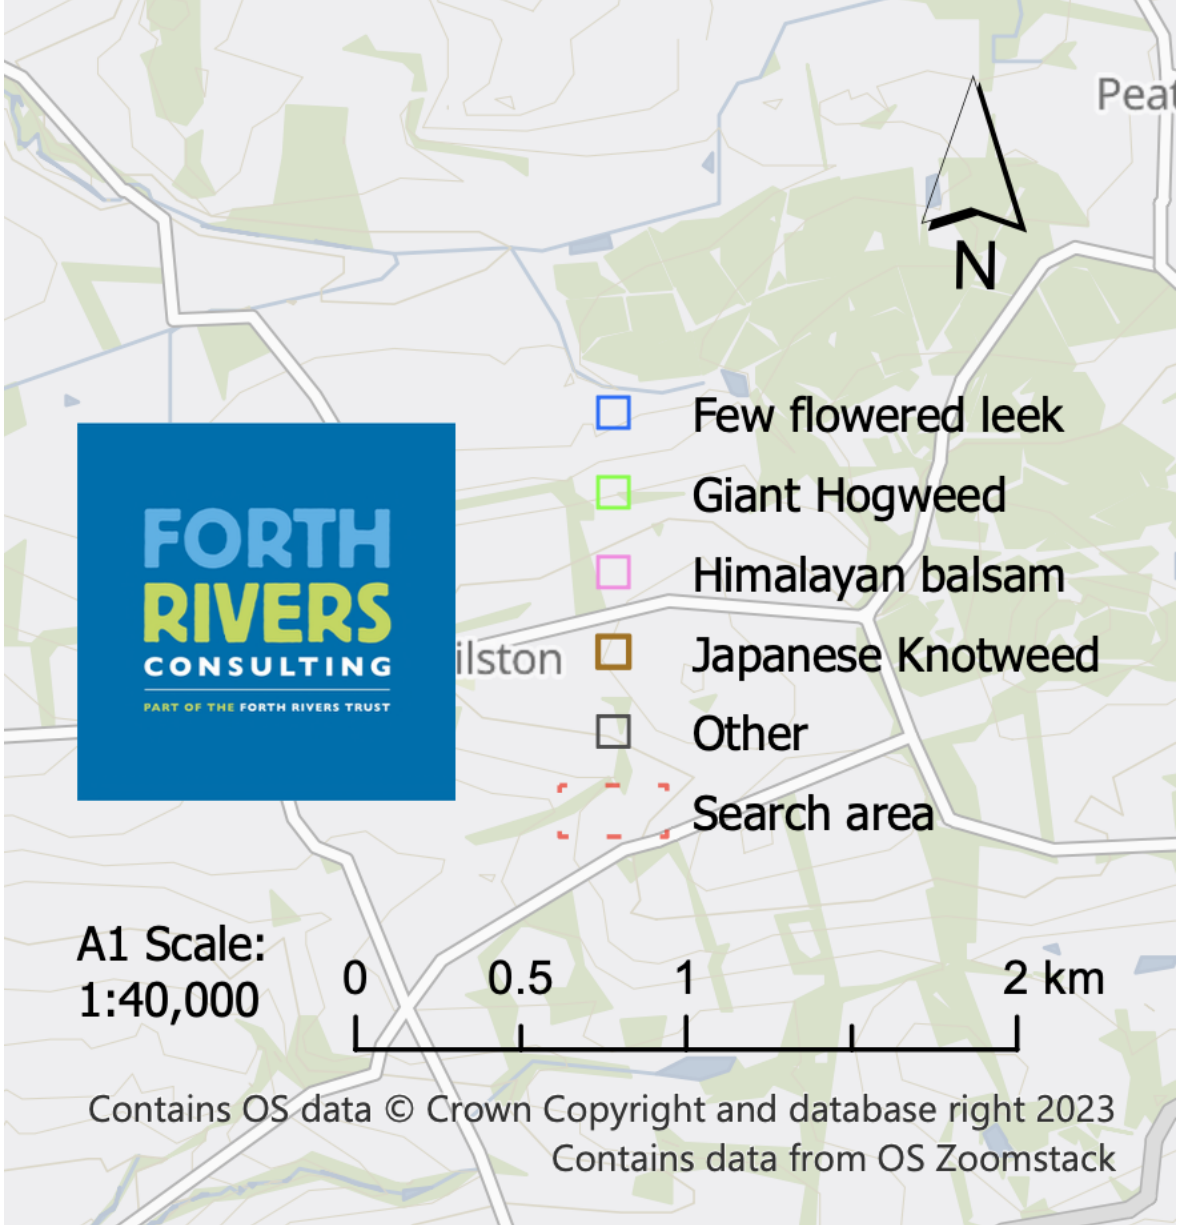 Peat
N
Few flowered leek
Giant Hogweed
Himalayan balsam
Japanese Knotweed
Other
Search area
FORTH
RIVERS
CONSULTING
PART OF THE FORTH RIVERS TRUST
ilston
A1 Scale:
1:40,000
0 0.5 1 2 km
Contains OS data © Crown Copyright and database right 2023
Contains data from OS Zoomstack